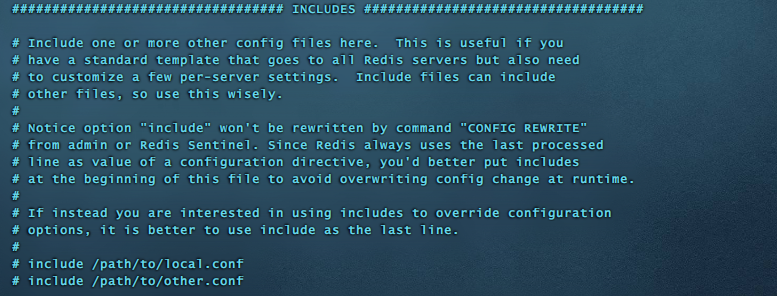 ################################## INCLUDES ###################################
# Include one or more other config files here.  This is useful if you
# have a standard template that goes to all Redis servers but also need
# to customize a few per-server settings.  Include files can include
# other files, so use this wisely.
#
# Notice option "include" won't be rewritten by command "CONFIG REWRITE"
# from admin or Redis Sentinel. Since Redis always uses the last processed
# line as value of a configuration directive, you'd better put includes
# at the beginning of this file to avoid overwriting config change at runtime.
#
# If instead you are interested in using includes to override configuration
# options, it is better to use include as the last line.
#
# include /path/to/local.conf
# include /path/to/other.conf